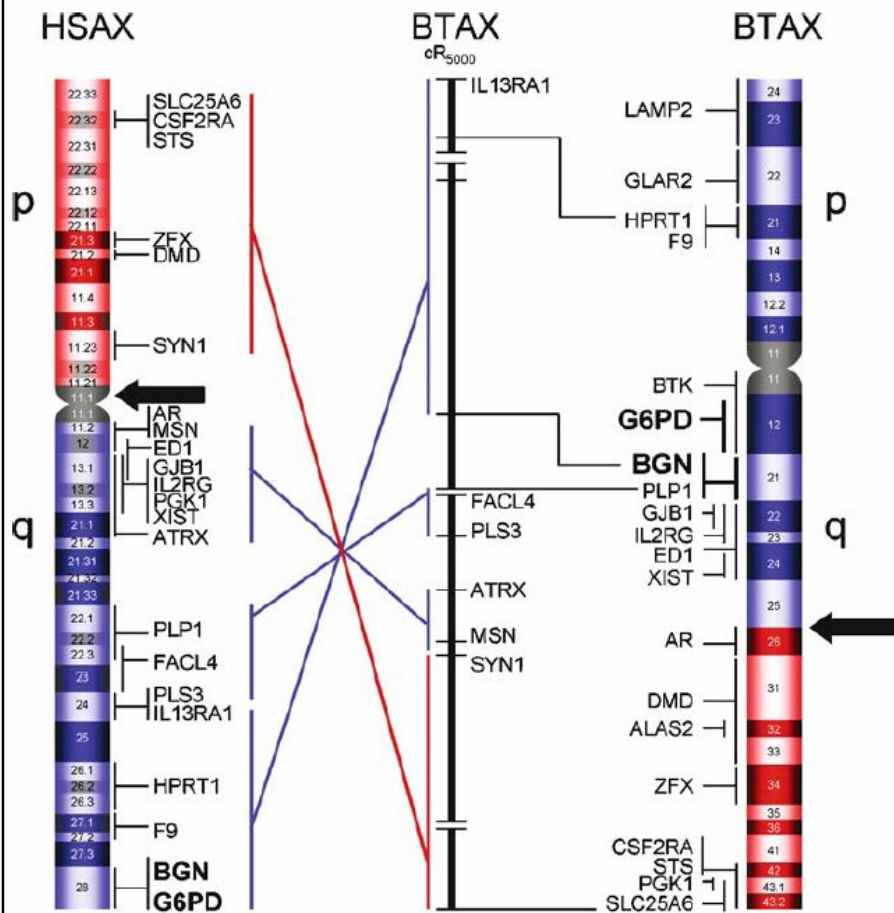 HSAX
BTAX
cR5000
BTAX
p
q
22.33
22.32
22.31
22.22
22.13
22.12
22.11
21.3
21.2
21.1
11.4
11.3
11.23
11.22
11.21
11.1
11.1
11.2
12
13.1
13.2
13.3
21.1
21.2
21.31
21.32
21.33
22.1
22.2
22.3
23
24
25
26.1
26.2
26.3
27.1
27.2
27.3
28
SLC25A6
CSF2RA
STS
ZFX
DMD
SYN1
AR
MSN
ED1
GJB1
IL2RG
PGK1
XIST
ATRX
PLP1
FACL4
PLS3
IL13RA1
HPRT1
F9
BGN
G6PD
IL13RA1
FACL4
PLS3
ATRX
MSN
SYN1
LAMP2
GLAR2
HPRT1
F9
BTK
G6PD
BGN
PLP1
GJB1
IL2RG
ED1
XIST
AR
DMD
ALAS2
ZFX
CSF2RA
STS
PGK1
SLC25A6
24
23
22
21
14
13
12.2
12.1
11
11
12
21
22
23
24
25
26
31
32
33
34
35
36
41
42
43.1
43.2
p
q